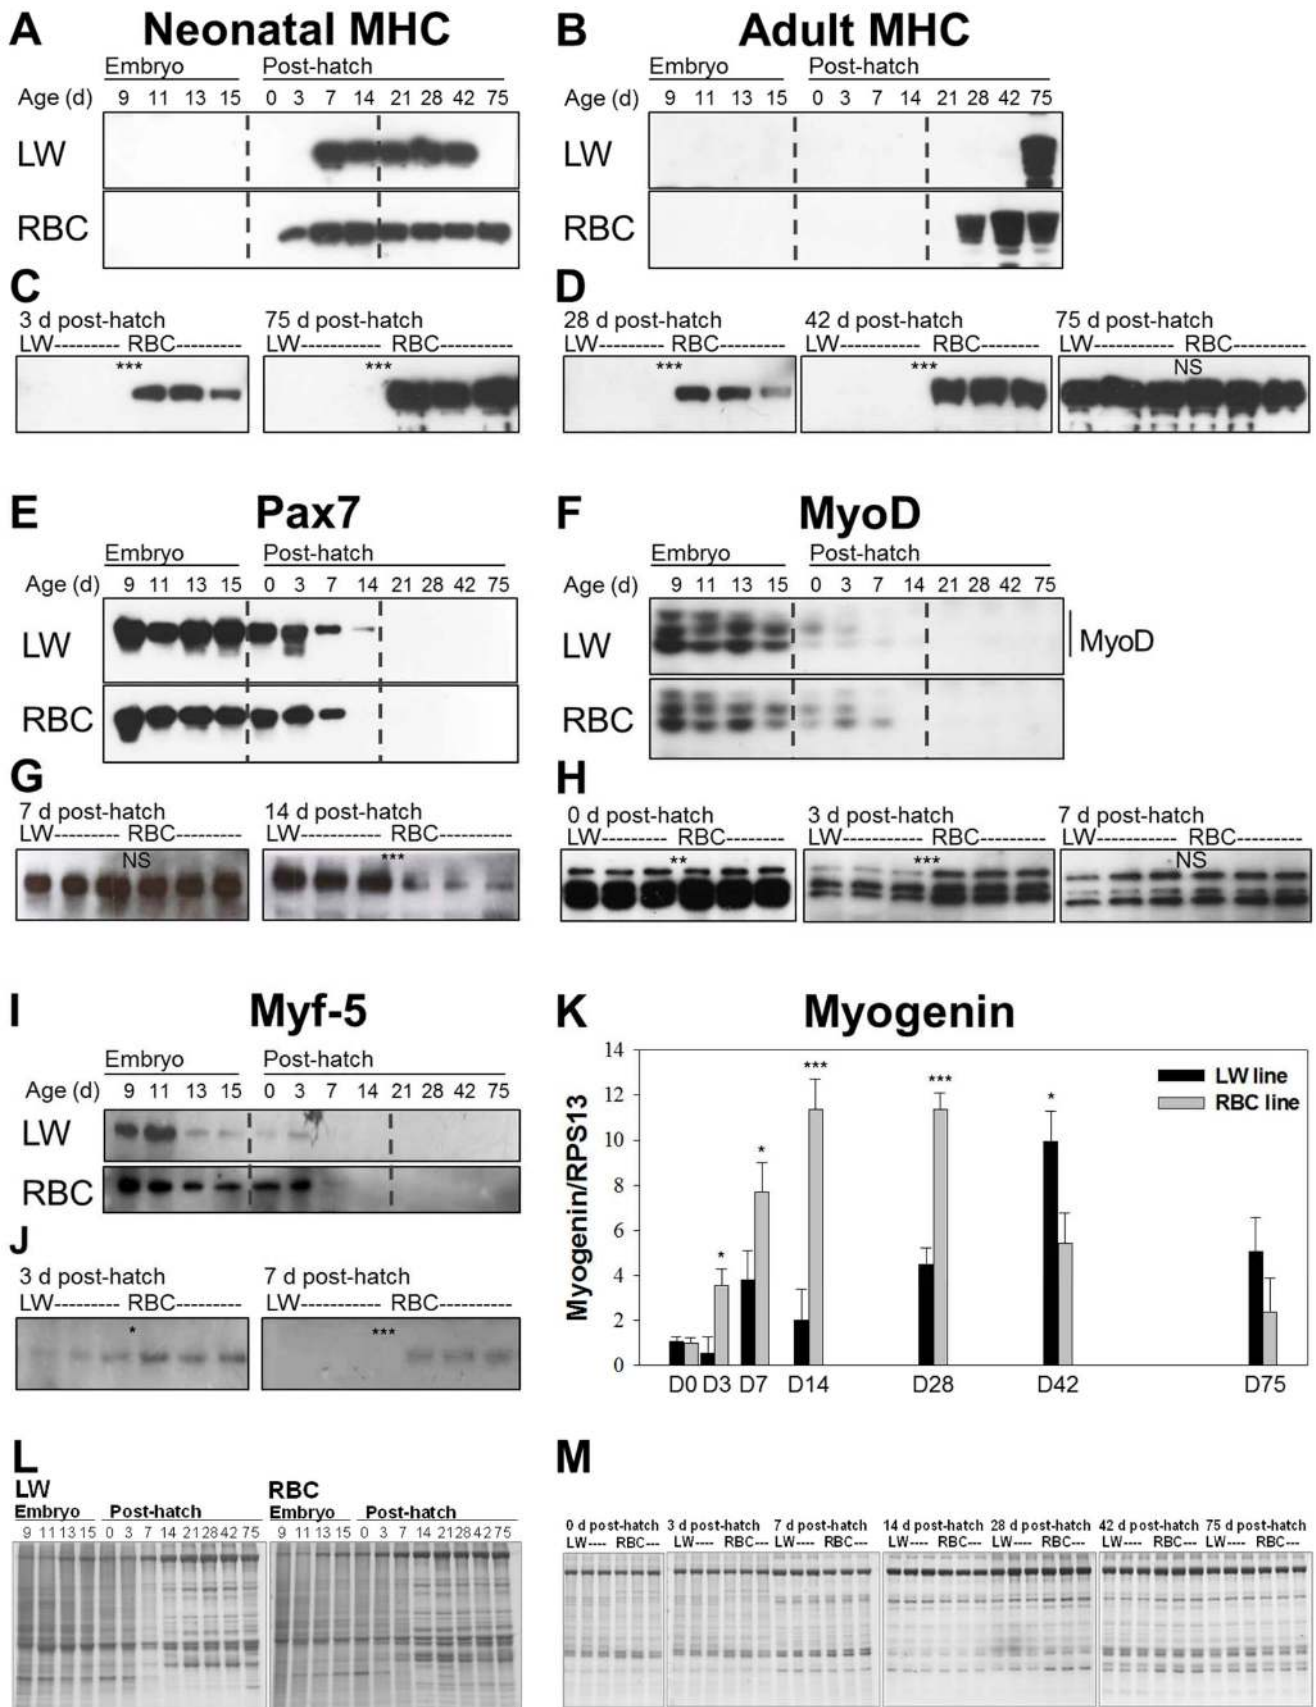 A Neonatal MHC
Embryo Post-hatch
Age (d) 9 11 13 15 0 3 7 14 21 28 42 75
LW
RBC
B Adult MHC
Embryo Post-hatch
Age (d) 9 11 13 15 0 3 7 14 21 28 42 75
LW
RBC
C
3 d post-hatch 75 d post-hatch
LW---------- RBC---------- LW----------- RBC----------
*** ***
D
28 d post-hatch 42 d post-hatch 75 d post-hatch
LW---------- RBC---------- LW----------- RBC---------- LW----------- RBC----------
*** *** NS
E Pax7
Embryo Post-hatch
Age (d) 9 11 13 15 0 3 7 14 21 28 42 75
LW
RBC
F MyoD
Embryo Post-hatch
Age (d) 9 11 13 15 0 3 7 14 21 28 42 75
LW
MyoD
RBC
G
7 d post-hatch 14 d post-hatch
LW---------- RBC---------- LW----------- RBC----------
NS ***
H
0 d post-hatch 3 d post-hatch 7 d post-hatch
LW---------- RBC--------- LW----------- RBC---------- LW----------- RBC----------
** *** NS
I Myf-5
Embryo Post-hatch
Age (d) 9 11 13 15 0 3 7 14 21 28 42 75
LW
RBC
J
3 d post-hatch 7 d post-hatch
LW---------- RBC---------- LW----------- RBC----------
* ***
K Myogenin
Myogenin/RPS13
14
12
10
8
6
4
2
0
LW line
RBC line
* * *** *** *
D0 D3 D7 D14 D28 D42 D75
L
LW RBC
Embryo Post-hatch Embryo Post-hatch
9 11 13 15 0 3 7 14 21 28 42 75 9 11 13 15 0 3 7 14 21 28 42 75
M
0 d post-hatch 3 d post-hatch 7 d post-hatch 14 d post-hatch 28 d post-hatch 42 d post-hatch 75 d post-hatch
LW---- RBC--- LW---- RBC--- LW---- RBC--- LW---- RBC--- LW---- RBC--- LW---- RBC--- LW---- RBC---